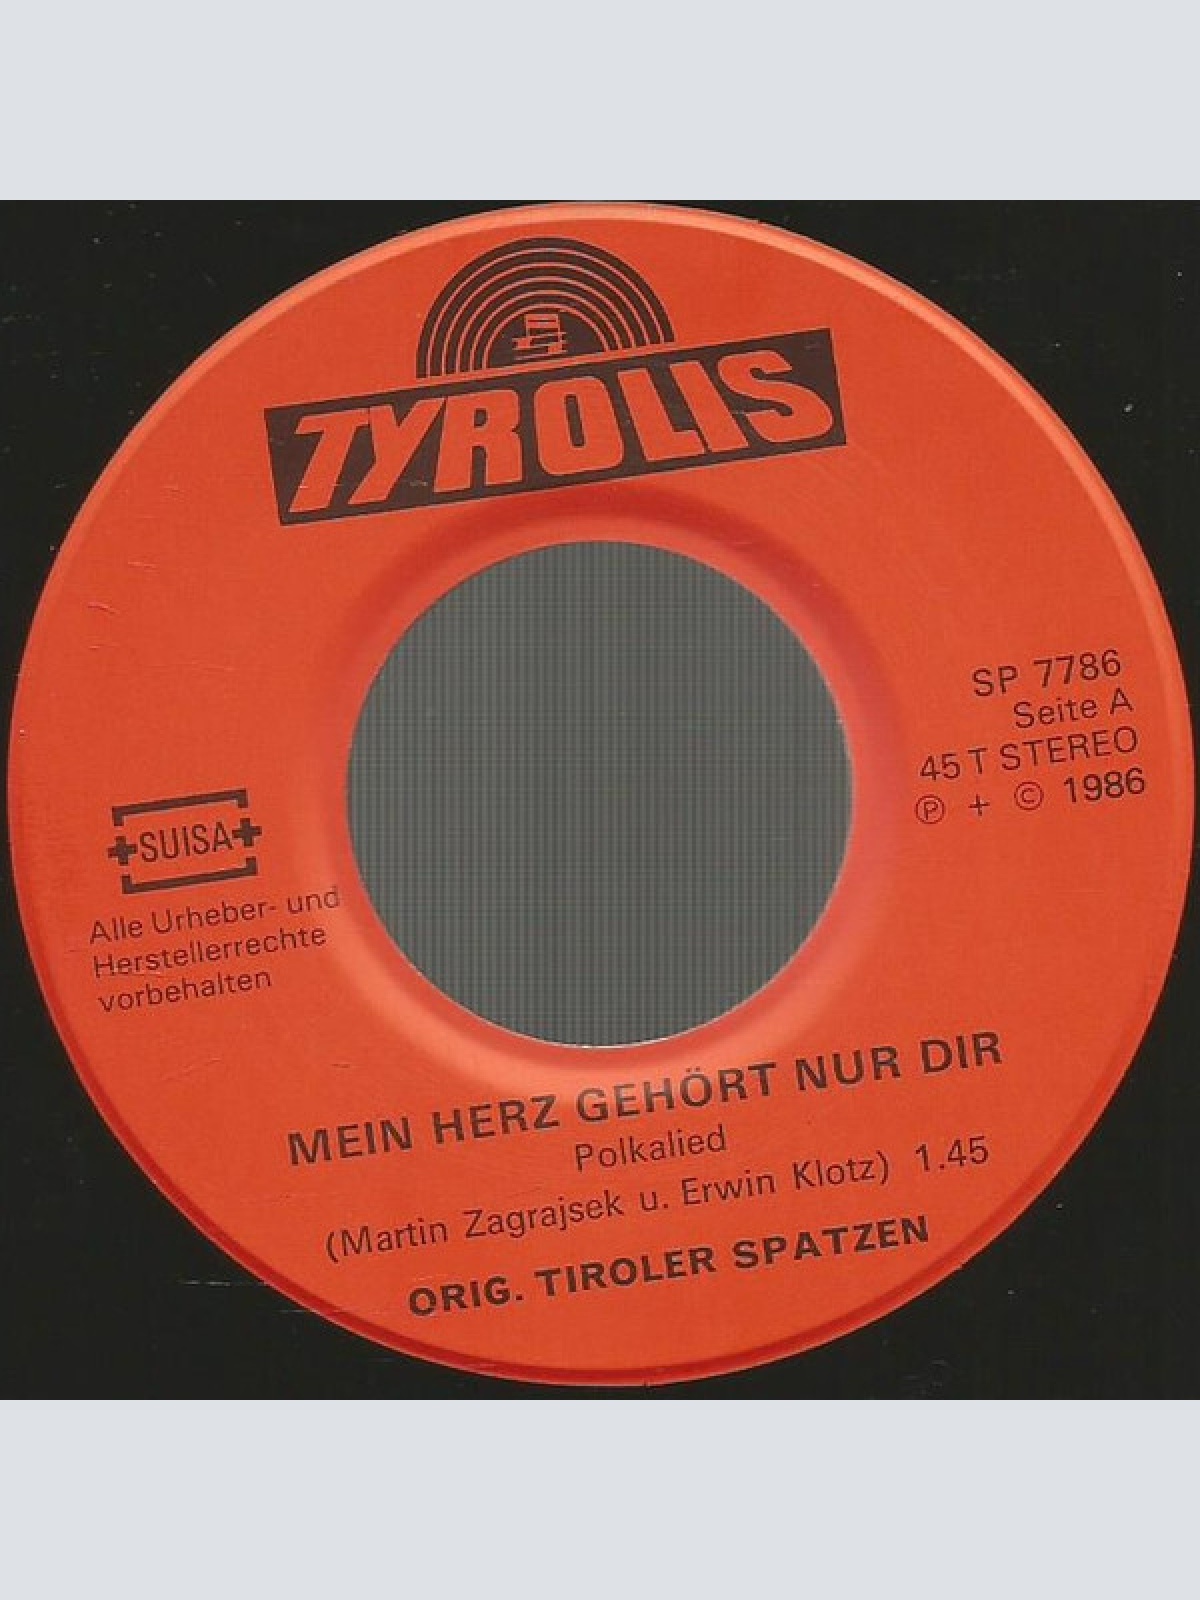 TYROLIS
SP 7786
Seite A
45 T STEREO
Ⓟ + © 1986
SUISA
Alle Urheber- und
Herstellerrechte
vorbehalten
MEIN HERZ GEHÖRT NUR DIR
Polkalied
(Martin Zagrajsek u. Erwin Klotz) 1.45
ORIG. TIROLER SPATZEN